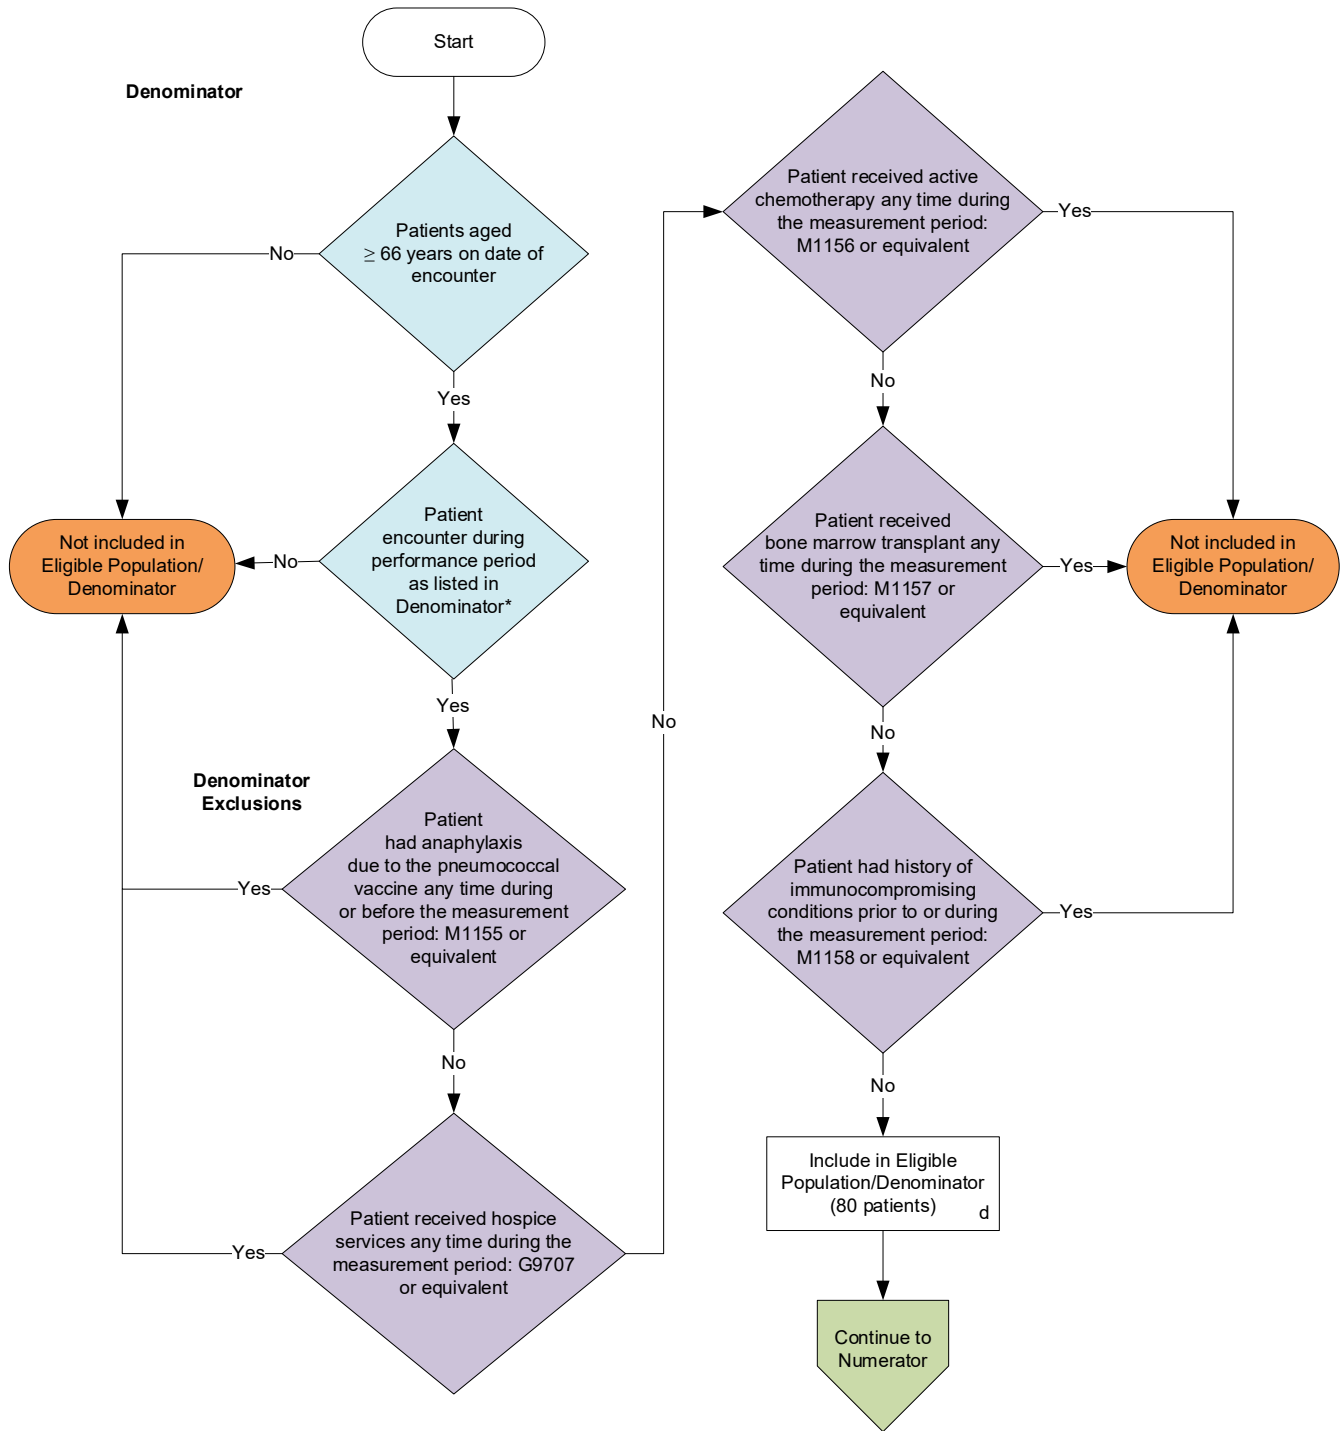 Start
Denominator
Patients aged
≥ 66 years on date of
encounter
No
Yes
Patient
encounter during
performance period
as listed in
Denominator*
No
Not included in
Eligible Population/
Denominator
Yes
Denominator
Exclusions
Patient
had anaphylaxis
due to the pneumococcal
vaccine any time during
or before the measurement
period: M1155 or
equivalent
Yes
No
Patient received hospice
services any time during the
measurement period: G9707
or equivalent
Yes
No
Patient received active
chemotherapy any time during
the measurement period:
M1156 or equivalent
Yes
No
Patient received
bone marrow transplant any
time during the measurement
period: M1157 or
equivalent
Yes
Not included in
Eligible Population/
Denominator
No
Patient had history of
immunocompromising
conditions prior to or during
the measurement period:
M1158 or equivalent
Yes
No
Include in Eligible
Population/Denominator
(80 patients)
d
Continue to
Numerator